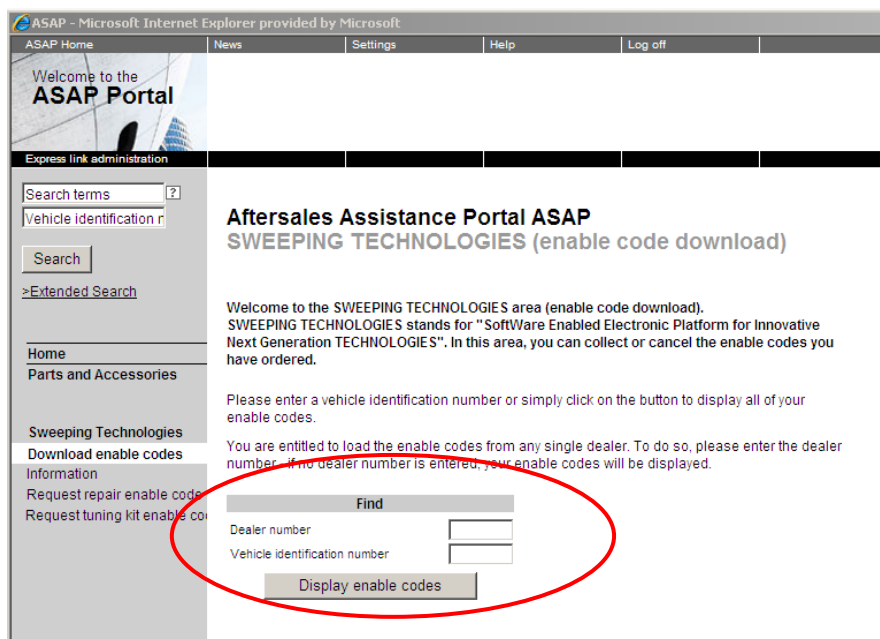 ASAP - Microsoft Internet Explorer provided by Microsoft
ASAP Home News Settings Help Log off
Welcome to the
ASAP Portal
Express link administration
Search terms ?
Vehicle identification r
Search
>Extended Search
Home
Parts and Accessories
Sweeping Technologies
Download enable codes
Information
Request repair enable code
Request tuning kit enable co
Aftersales Assistance Portal ASAP
SWEEPING TECHNOLOGIES (enable code download)
Welcome to the SWEEPING TECHNOLOGIES area (enable code download).
SWEEPING TECHNOLOGIES stands for "SoftWare Enabled Electronic Platform for Innovative
Next Generation TECHNOLOGIES". In this area, you can collect or cancel the enable codes you
have ordered.
Please enter a vehicle identification number or simply click on the button to display all of your
enable codes.
You are entitled to load the enable codes from any single dealer. To do so, please enter the dealer
number - if no dealer number is entered, your enable codes will be displayed.
Find
Dealer number
Vehicle identification number
Display enable codes